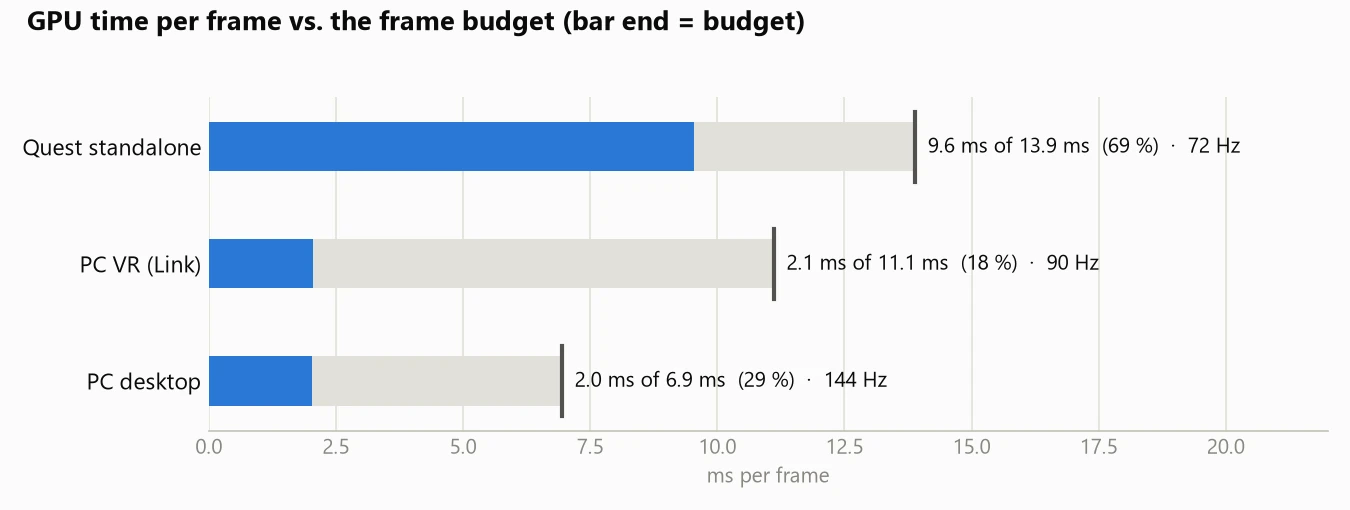 GPU time per frame vs. the frame budget (bar end = budget)
Quest standalone
9.6 ms of 13.9 ms (69 %) · 72 Hz
PC VR (Link)
2.1 ms of 11.1 ms (18 %) · 90 Hz
PC desktop
2.0 ms of 6.9 ms (29 %) · 144 Hz
0.0 2.5 5.0 7.5 10.0 12.5 15.0 17.5 20.0
ms per frame